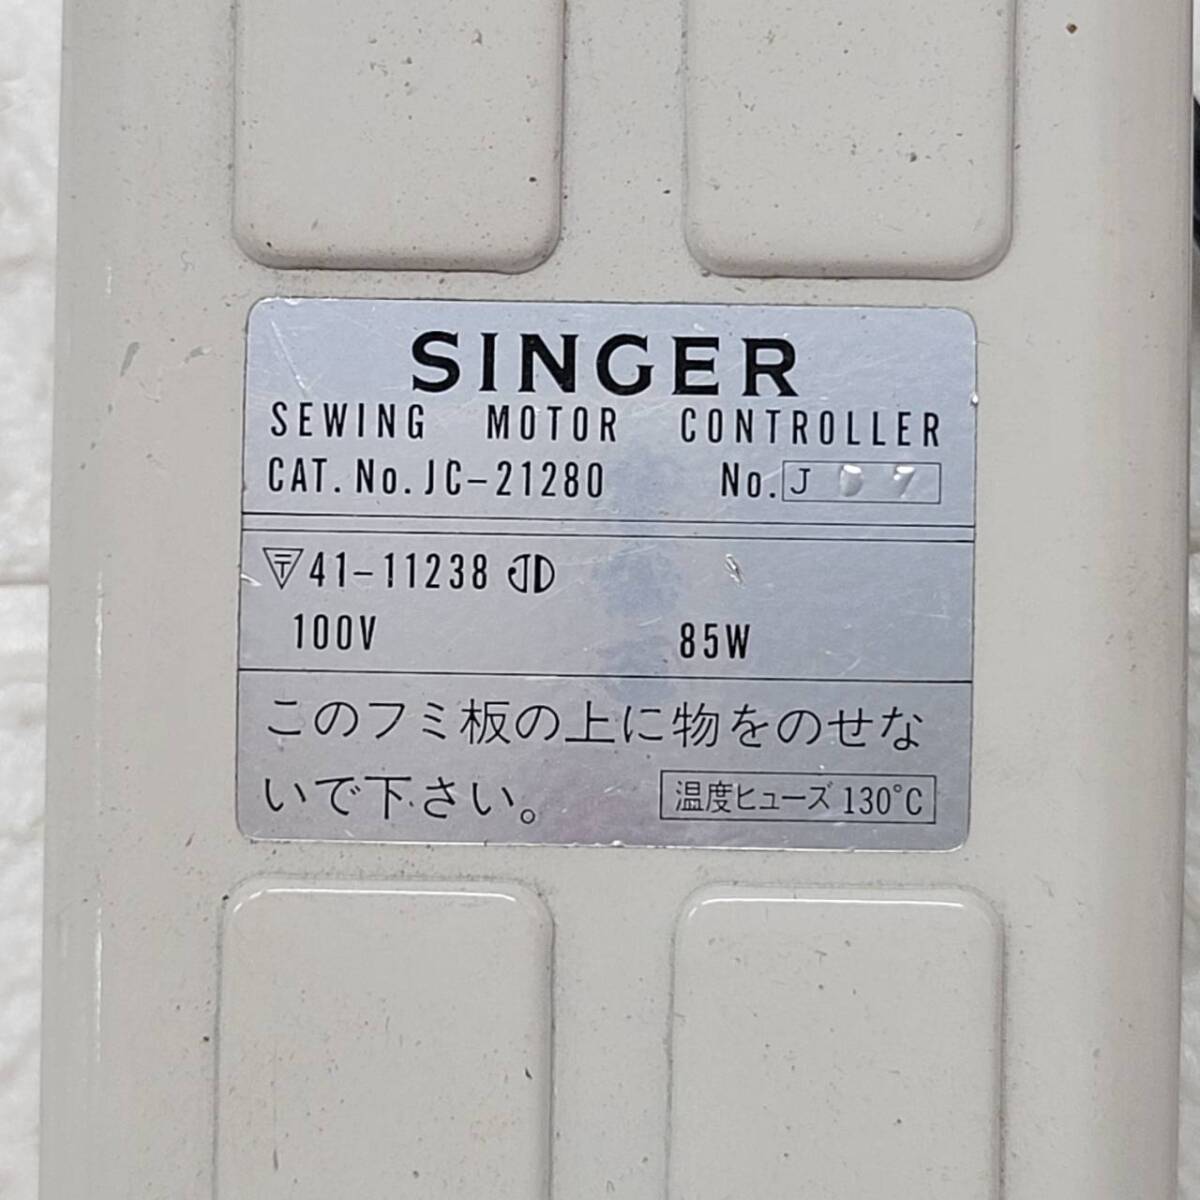 SINGER
SEWING MOTOR CONTROLLER
CAT. No. JC-21280 No. J 07
〒41-11238 JD
100V 85W
このフミ板の上に物をのせな
いで下さい。 温度ヒューズ 130°C